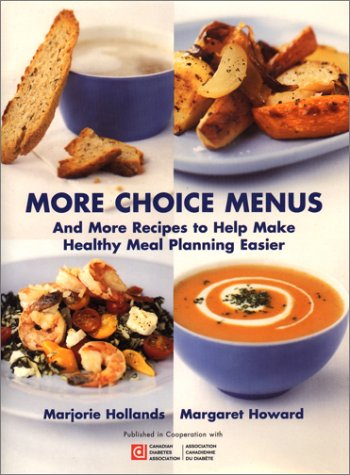 MORE CHOICE MENUS
And More Recipes to Help Make
Healthy Meal Planning Easier
Marjorie Hollands Margaret Howard
Published in Cooperation with
d
CANADIAN
DIABETES
ASSOCIATION
ASSOCIATION
CANADIENNE
DU DIABÈTE